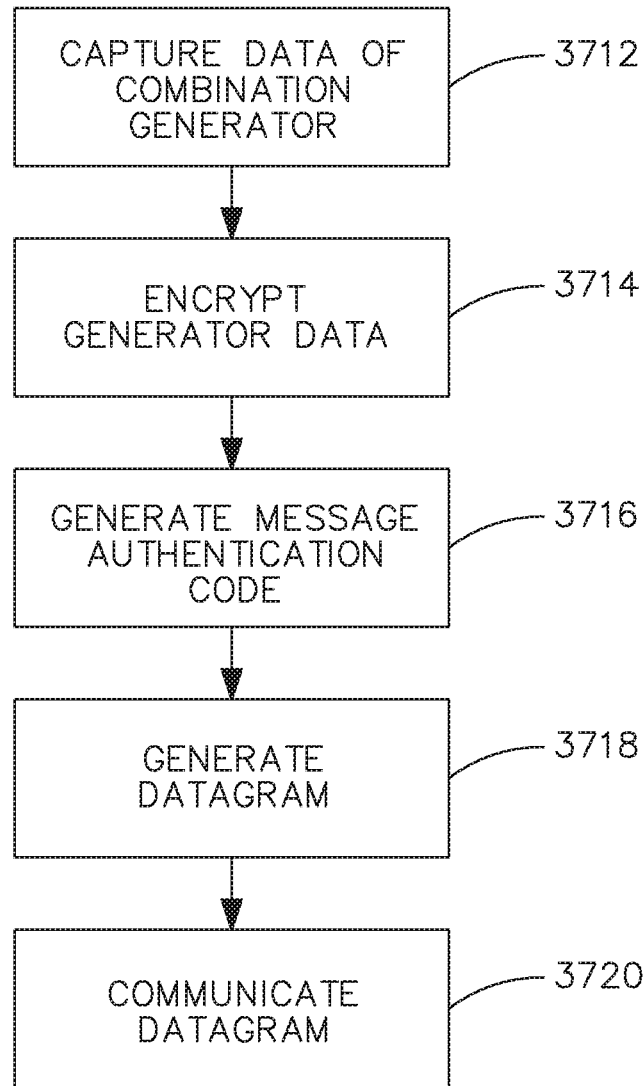 CAPTURE DATA OF
COMBINATION
GENERATOR
3712
ENCRYPT
GENERATOR DATA
3714
GENERATE MESSAGE
AUTHENTICATION
CODE
3716
GENERATE
DATAGRAM
3718
COMMUNICATE
DATAGRAM
3720